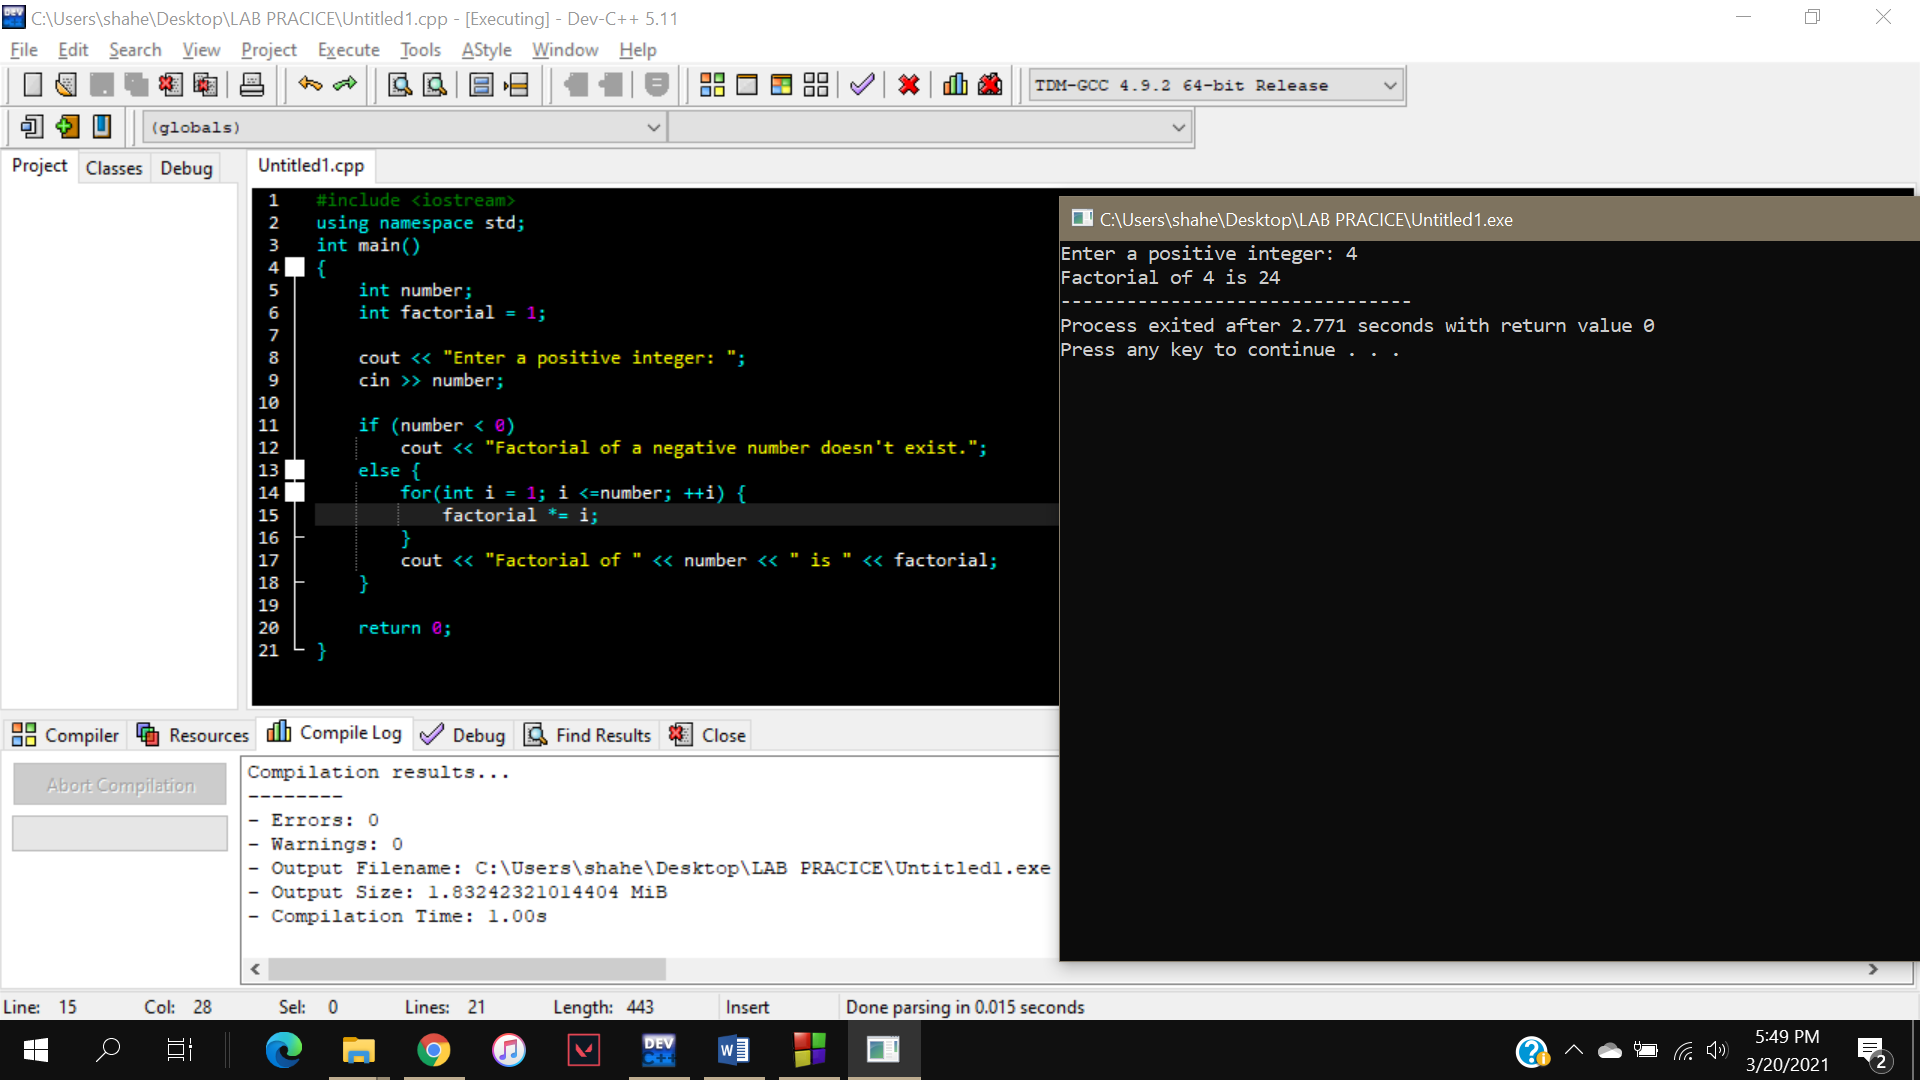 C:\Users\shahe\Desktop\LAB PRACICE\Untitled1.cpp - [Executing] - Dev-C++ 5.11
File Edit Search View Project Execute Tools AStyle Window Help
TDM-GCC 4.9.2 64-bit Release
(globals)
Project Classes Debug
Untitled1.cpp
1 #include <iostream>
2 using namespace std;
3 int main()
4 {
5 int number;
6 int factorial = 1;
7
8 cout << "Enter a positive integer: ";
9 cin >> number;
10
11 if (number < 0)
12 cout << "Factorial of a negative number doesn't exist.";
13 else {
14 for(int i = 1; i <=number; ++i) {
15 factorial *= i;
16 }
17 cout << "Factorial of " << number << " is " << factorial;
18 }
19
20 return 0;
21 }
C:\Users\shahe\Desktop\LAB PRACICE\Untitled1.exe
Enter a positive integer: 4
Factorial of 4 is 24
--------------------------------
Process exited after 2.771 seconds with return value 0
Press any key to continue . . .
Compiler Resources Compile Log Debug Find Results Close
Abort Compilation
Compilation results...
--------
- Errors: 0
- Warnings: 0
- Output Filename: C:\Users\shahe\Desktop\LAB PRACICE\Untitled1.exe
- Output Size: 1.83242321014404 MiB
- Compilation Time: 1.00s
Line: 15 Col: 28 Sel: 0 Lines: 21 Length: 443 Insert Done parsing in 0.015 seconds
DEV C++
5:49 PM
3/20/2021
2